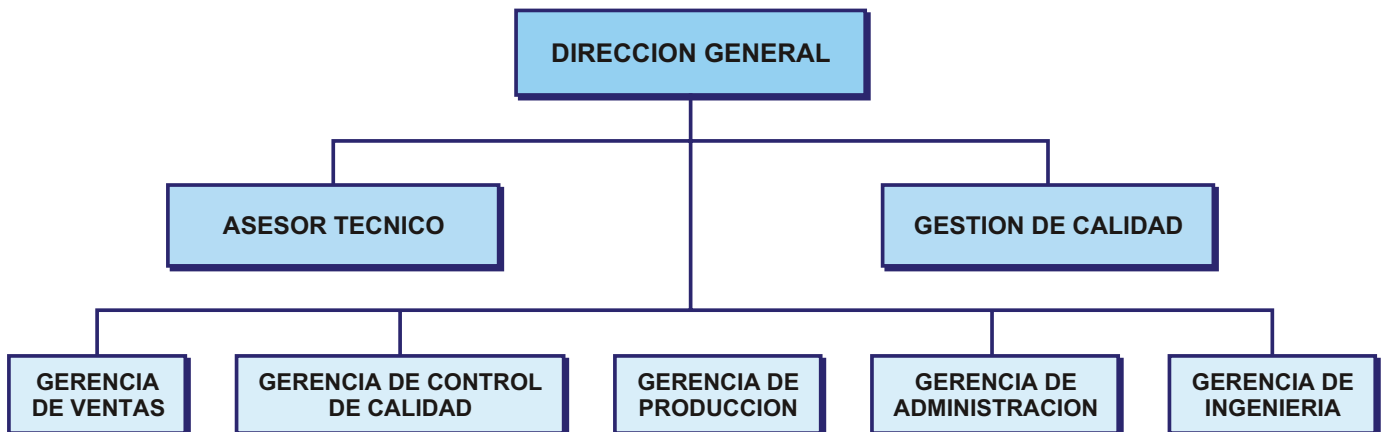 DIRECCION GENERAL
ASESOR TECNICO
GESTION DE CALIDAD
GERENCIA
DE VENTAS
GERENCIA DE CONTROL
DE CALIDAD
GERENCIA DE
PRODUCCION
GERENCIA DE
ADMINISTRACION
GERENCIA DE
INGENIERIA